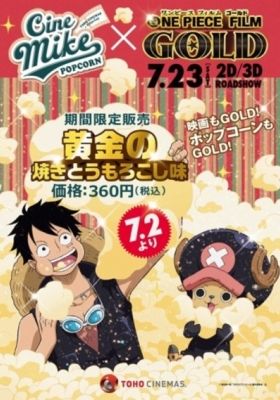 Cine
Mike
POPCORN
×
ワンピース フィルム ゴールド
ONE PIECE FILM
GOLD
7.23
2D/3D
ROADSHOW
期間限定販売
黄金の
焼きとうもろこし味
価格:360円(税込)
映画もGOLD!
ポップコーンも
GOLD!
7.2
より
TOHO CINEMAS